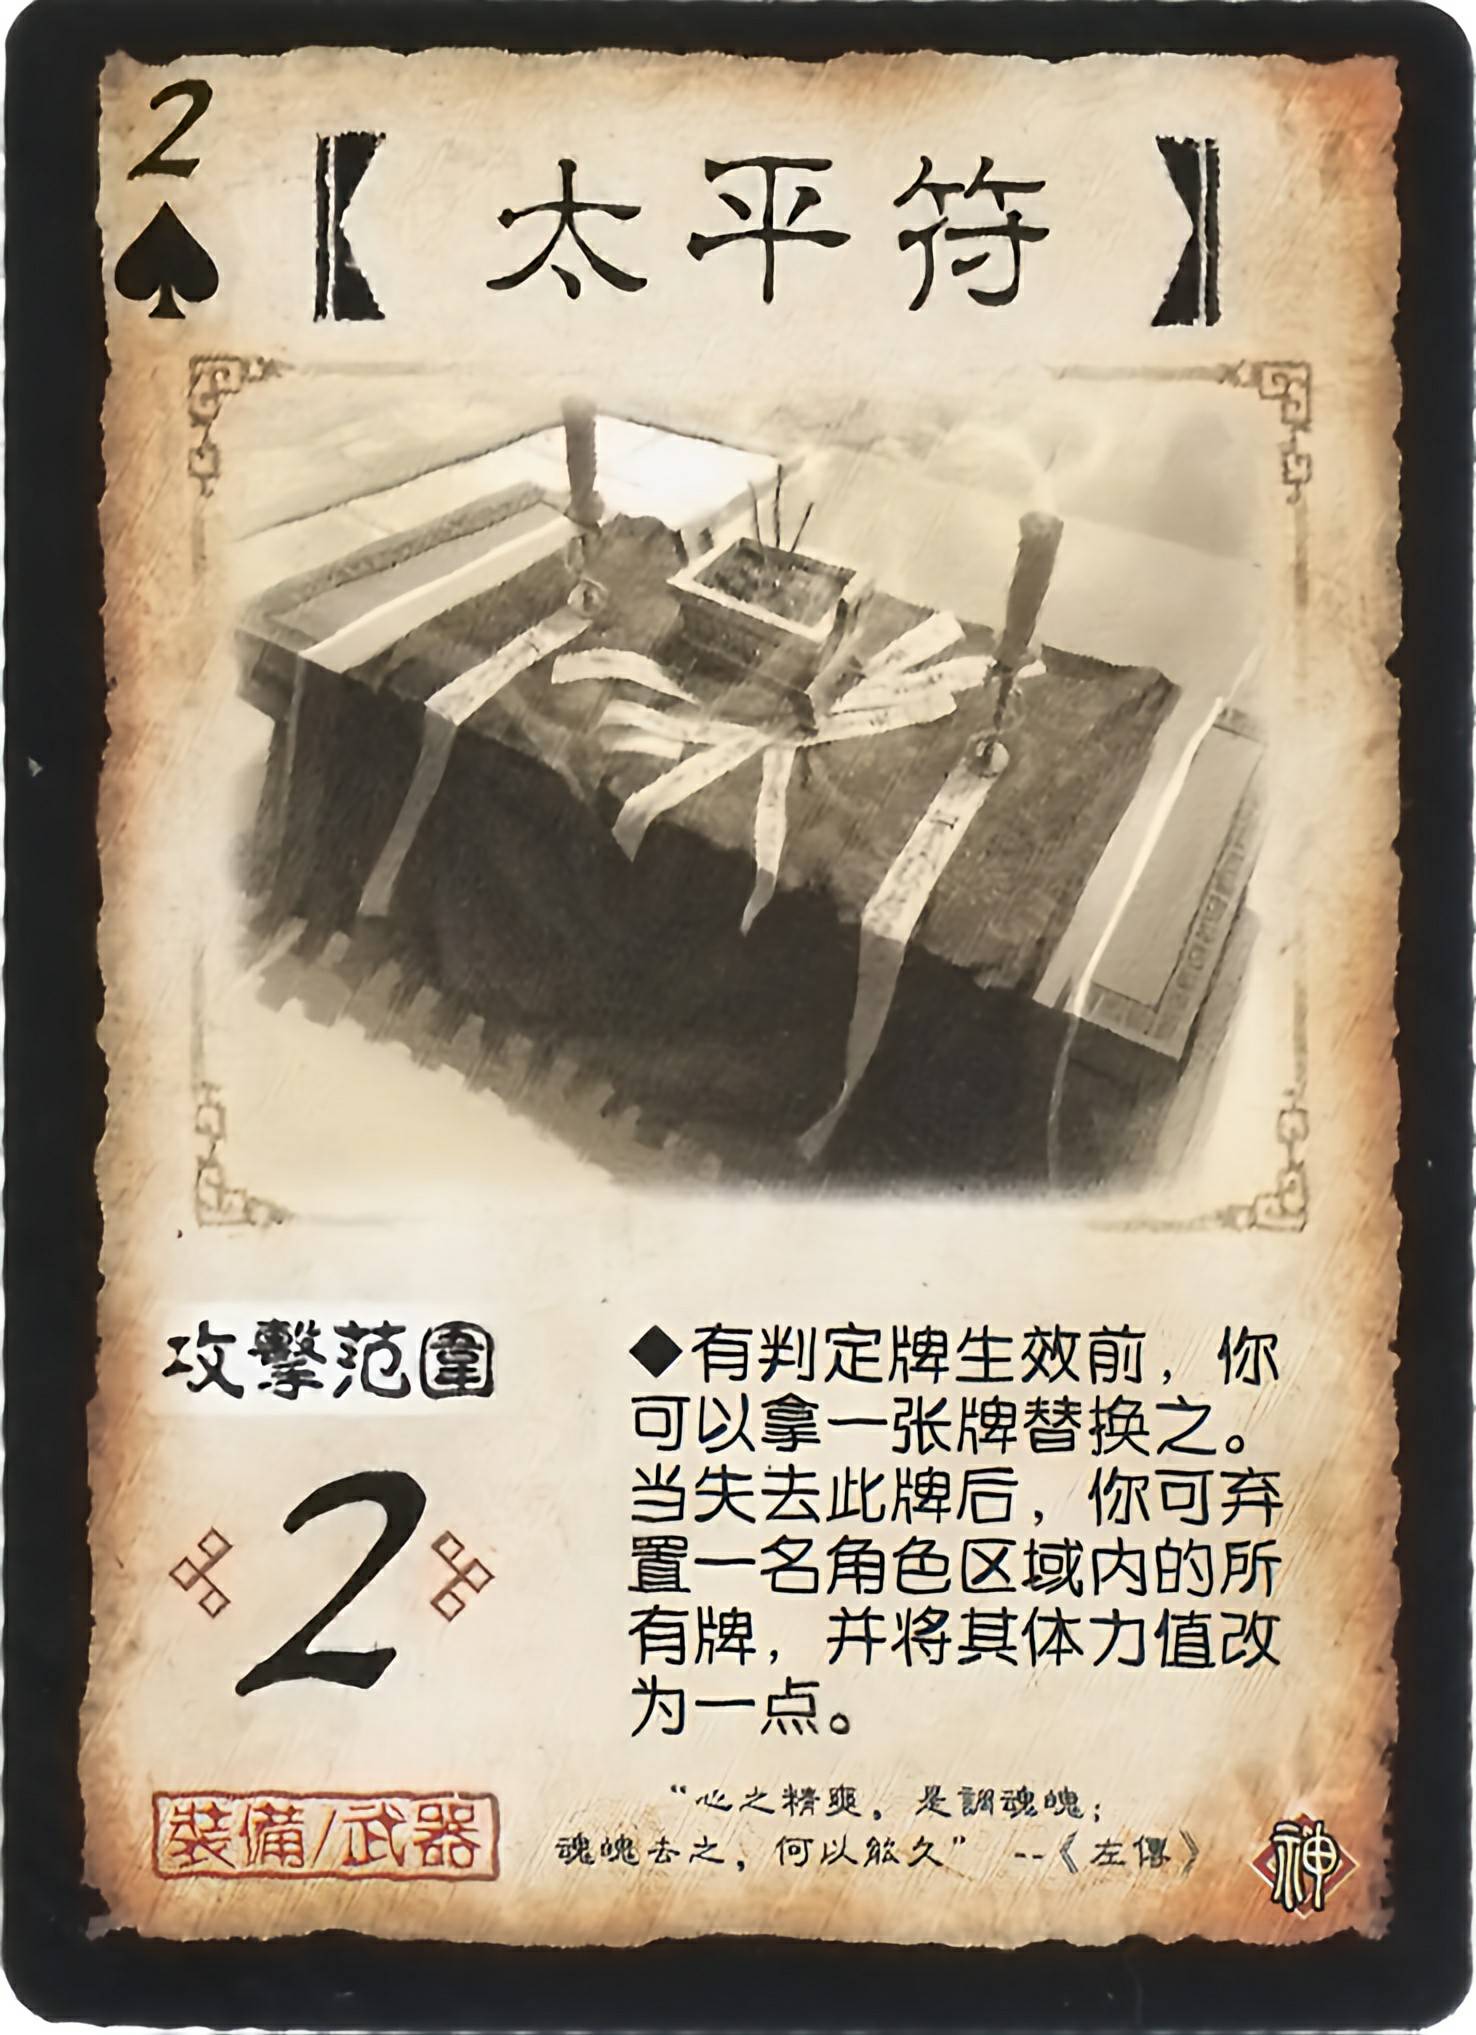 2
【太平符】
攻擊范圍
2
◆有判定牌生效前，你
可以拿一张牌替换之。
当失去此牌后，你可弃
置一名角色区域内的所
有牌，并将其体力值改
为一点。
裝備/武器
“心之精爽，是謂魂魄；
魂魄去之，何以能久”--《左傳》
神